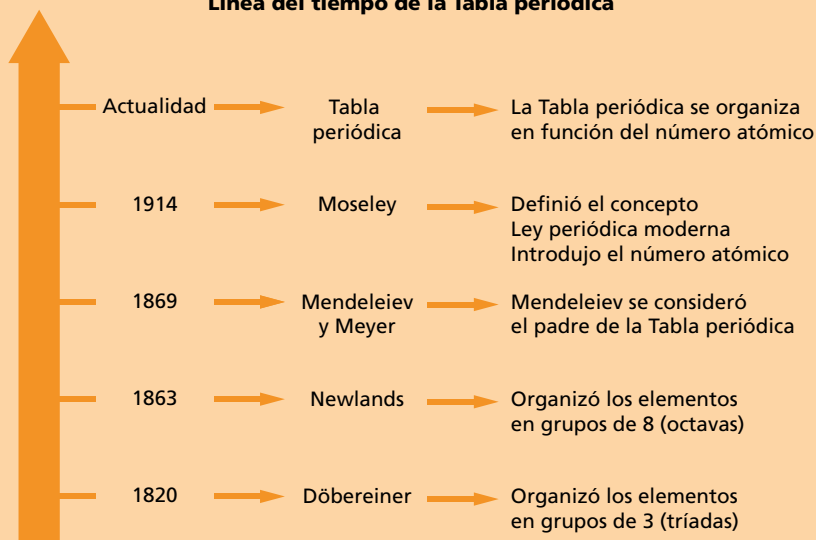 Línea del tiempo de la Tabla periódica
Actualidad
Tabla
periódica
La Tabla periódica se organiza
en función del número atómico
1914
Moseley
Definió el concepto
Ley periódica moderna
Introdujo el número atómico
1869
Mendeleiev
y Meyer
Mendeleiev se consideró
el padre de la Tabla periódica
1863
Newlands
Organizó los elementos
en grupos de 8 (octavas)
1820
Döbereiner
Organizó los elementos
en grupos de 3 (tríadas)